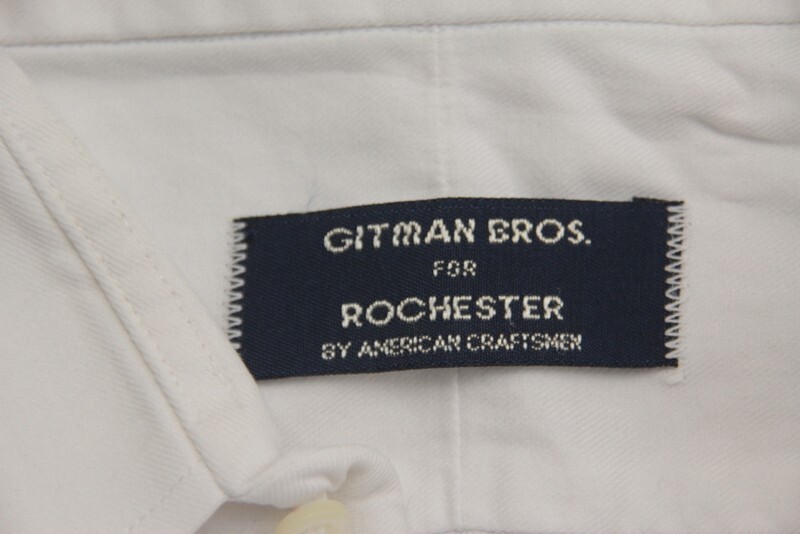 GITMAN BROS.
FOR
ROCHESTER
BY AMERICAN CRAFTSMEN